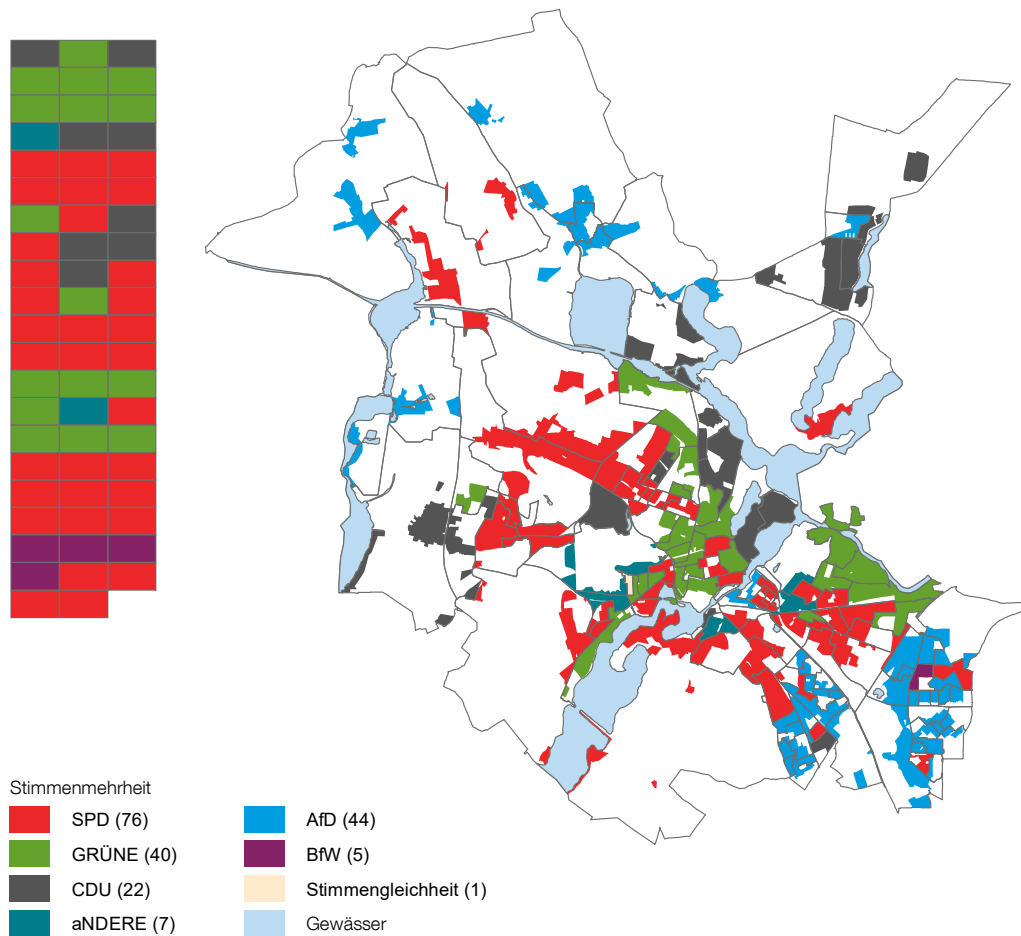 Stimmenmehrheit
SPD (76)
GRÜNE (40)
CDU (22)
aNDERE (7)
AfD (44)
BfW (5)
Stimmengleichheit (1)
Gewässer